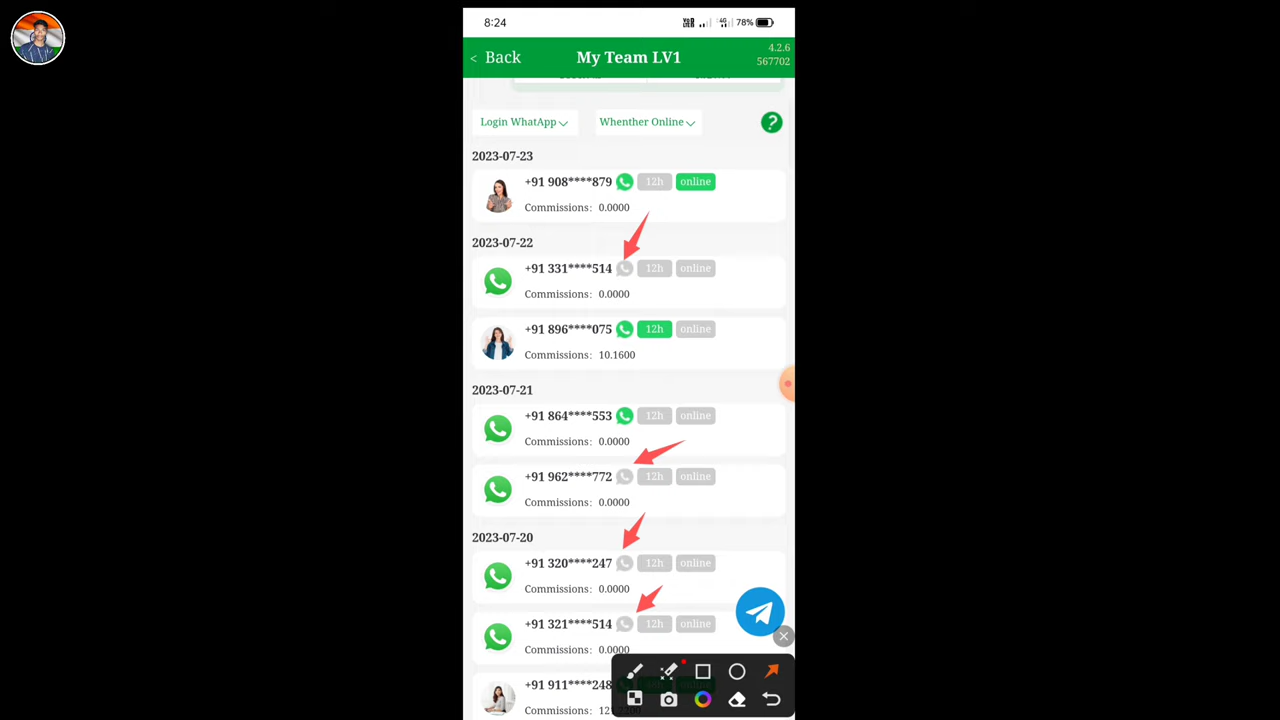 8:24
4G 78%
< Back My Team LV1 4.2.6
567702
Login WhatApp Whenther Online ?
2023-07-23
+91 908****879 12h online
Commissions: 0.0000
2023-07-22
+91 331****514 12h online
Commissions: 0.0000
+91 896****075 12h online
Commissions: 10.1600
2023-07-21
+91 864****553 12h online
Commissions: 0.0000
+91 962****772 12h online
Commissions: 0.0000
2023-07-20
+91 320****247 12h online
Commissions: 0.0000
+91 321****514 12h online
Commissions: 0.0000
+91 911****248
Commissions: